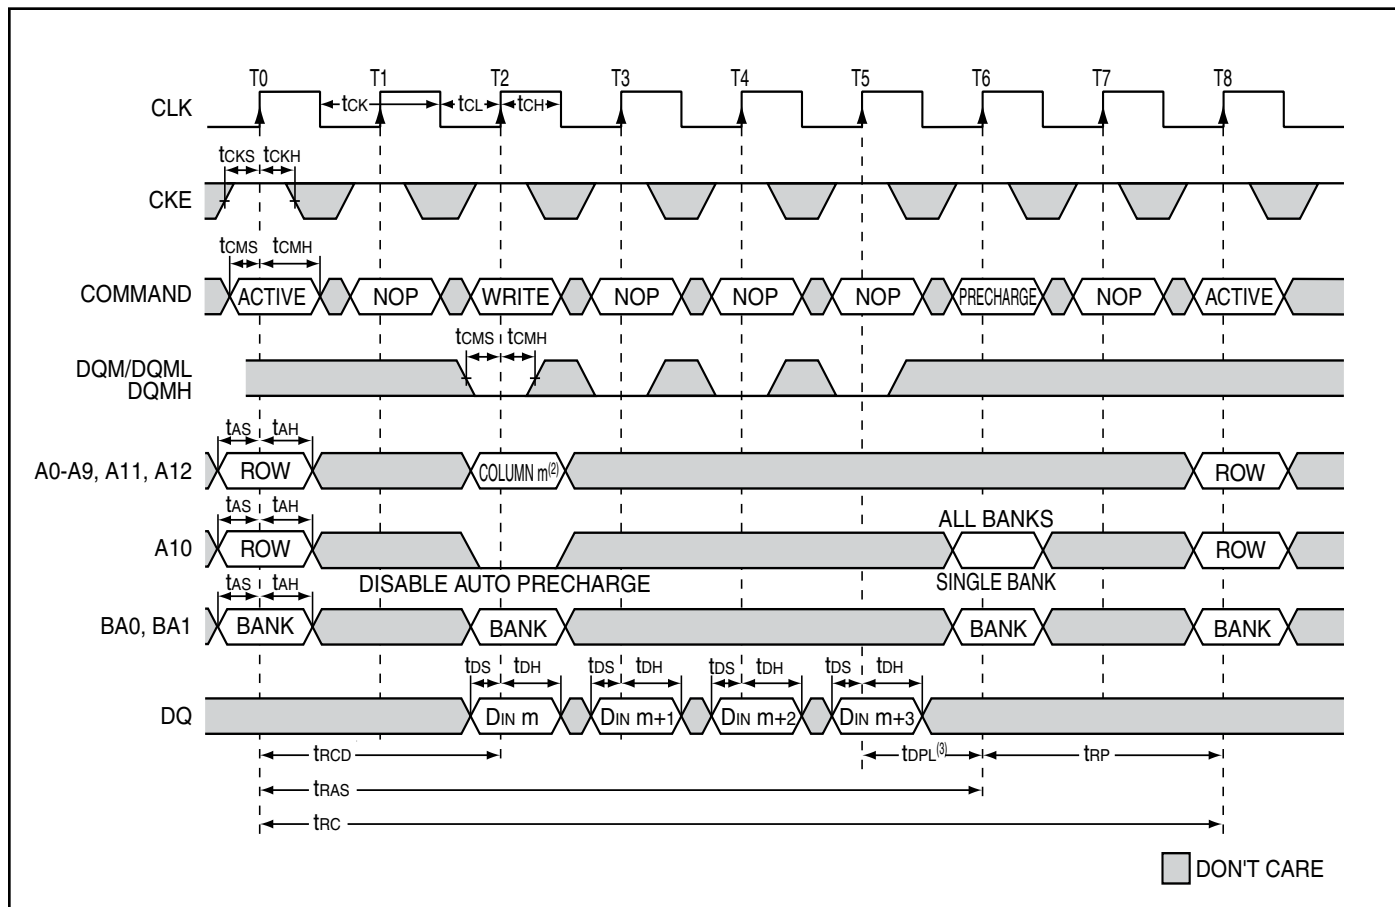 T0 T1 T2 T3 T4 T5 T6 T7 T8
CLK tCK tCL tCH
tCKS tCKH
CKE
tCMS tCMH
COMMAND ACTIVE NOP WRITE NOP NOP NOP PRECHARGE NOP ACTIVE
tCMS tCMH
DQM/DQML
DQMH
tAS tAH
A0-A9, A11, A12 ROW COLUMN m(2) ROW
tAS tAH ALL BANKS
A10 ROW ROW
DISABLE AUTO PRECHARGE SINGLE BANK
tAS tAH
BA0, BA1 BANK BANK BANK BANK
tDS tDH tDS tDH tDS tDH tDS tDH
DQ DIN m DIN m+1 DIN m+2 DIN m+3
tRCD tDPL(3) tRP
tRAS
tRC
DON'T CARE